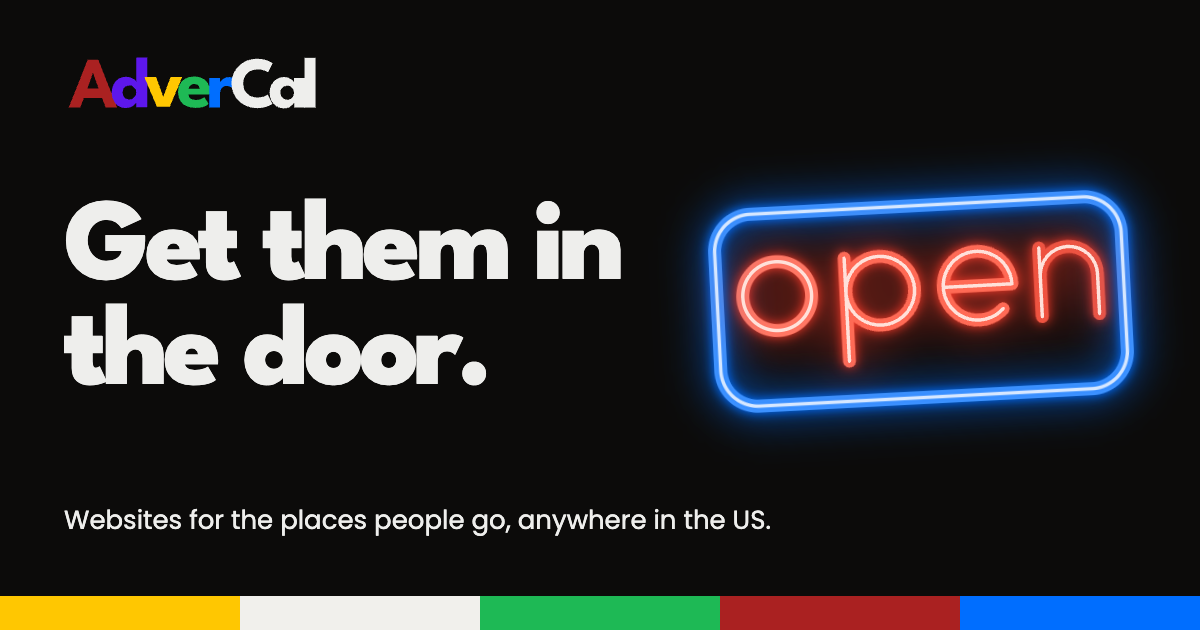 AdverCal
Get them in
the door.
open
Websites for the places people go, anywhere in the US.